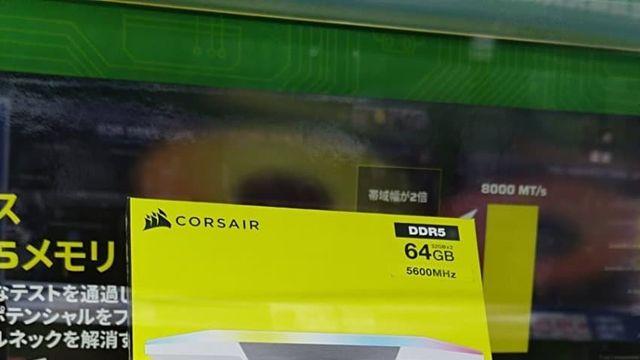 帯域幅が2倍
8000 MT/s
ス
5メモリ
なテストを通過し
ポテンシャルをフ
ルネックを解消す
CORSAIR
DDR5
32GBx2
64GB
5600MHz